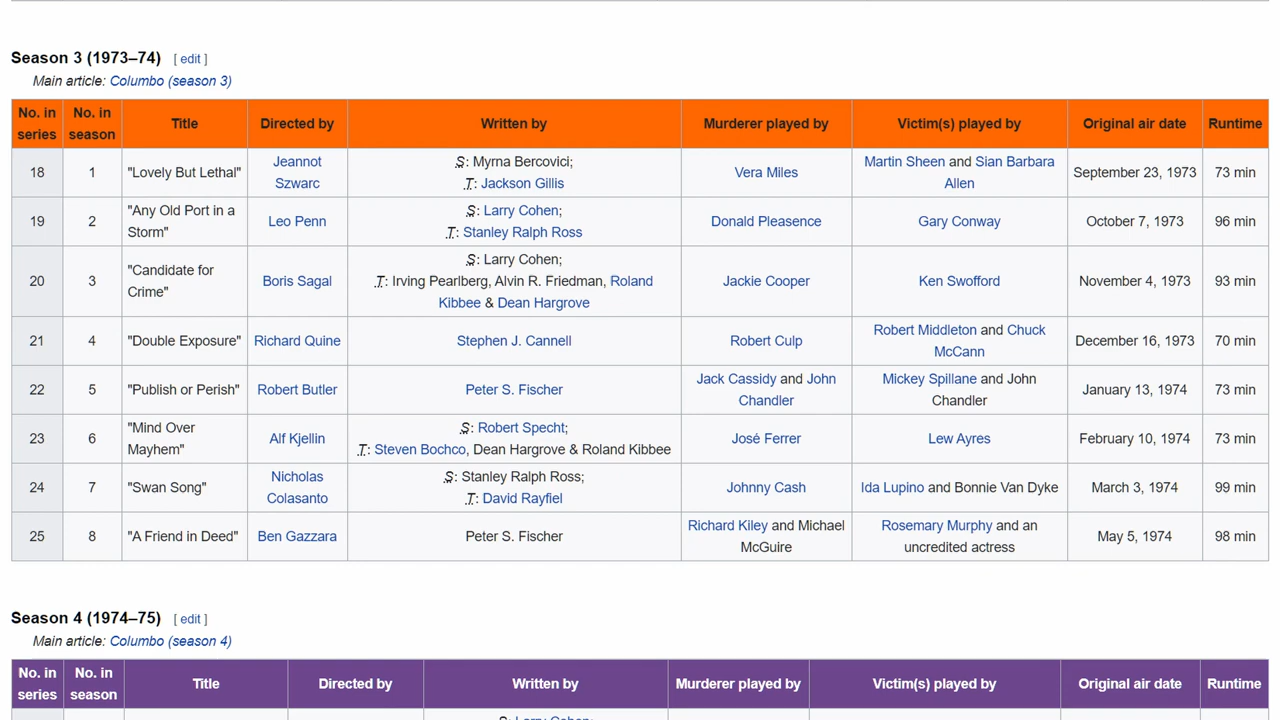 Season 3 (1973–74) [ edit ]
Main article: Columbo (season 3)
No. in series No. in season Title Directed by Written by Murderer played by Victim(s) played by Original air date Runtime
18 1 "Lovely But Lethal" Jeannot Szwarc S: Myrna Bercovici; T: Jackson Gillis Vera Miles Martin Sheen and Sian Barbara Allen September 23, 1973 73 min
19 2 "Any Old Port in a Storm" Leo Penn S: Larry Cohen; T: Stanley Ralph Ross Donald Pleasence Gary Conway October 7, 1973 96 min
20 3 "Candidate for Crime" Boris Sagal S: Larry Cohen; T: Irving Pearlberg, Alvin R. Friedman, Roland Kibbee & Dean Hargrove Jackie Cooper Ken Swofford November 4, 1973 93 min
21 4 "Double Exposure" Richard Quine Stephen J. Cannell Robert Culp Robert Middleton and Chuck McCann December 16, 1973 70 min
22 5 "Publish or Perish" Robert Butler Peter S. Fischer Jack Cassidy and John Chandler Mickey Spillane and John Chandler January 13, 1974 73 min
23 6 "Mind Over Mayhem" Alf Kjellin S: Robert Specht; T: Steven Bochco, Dean Hargrove & Roland Kibbee José Ferrer Lew Ayres February 10, 1974 73 min
24 7 "Swan Song" Nicholas Colasanto S: Stanley Ralph Ross; T: David Rayfiel Johnny Cash Ida Lupino and Bonnie Van Dyke March 3, 1974 99 min
25 8 "A Friend in Deed" Ben Gazzara Peter S. Fischer Richard Kiley and Michael McGuire Rosemary Murphy and an uncredited actress May 5, 1974 98 min
Season 4 (1974–75) [ edit ]
Main article: Columbo (season 4)
No. in series No. in season Title Directed by Written by Murderer played by Victim(s) played by Original air date Runtime